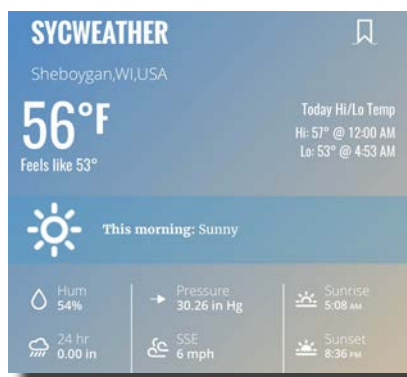 SYCWEATHER
Sheboygan,WI,USA
56°F
Feels like 53°
Today Hi/Lo Temp
Hi: 57° @ 12:00 AM
Lo: 53° @ 4:53 AM
This morning: Sunny
Hum
54%
Pressure
30.26 in Hg
Sunrise
5:08 AM
24 hr
0.00 in
SSE
6 mph
Sunset
8:36 PM